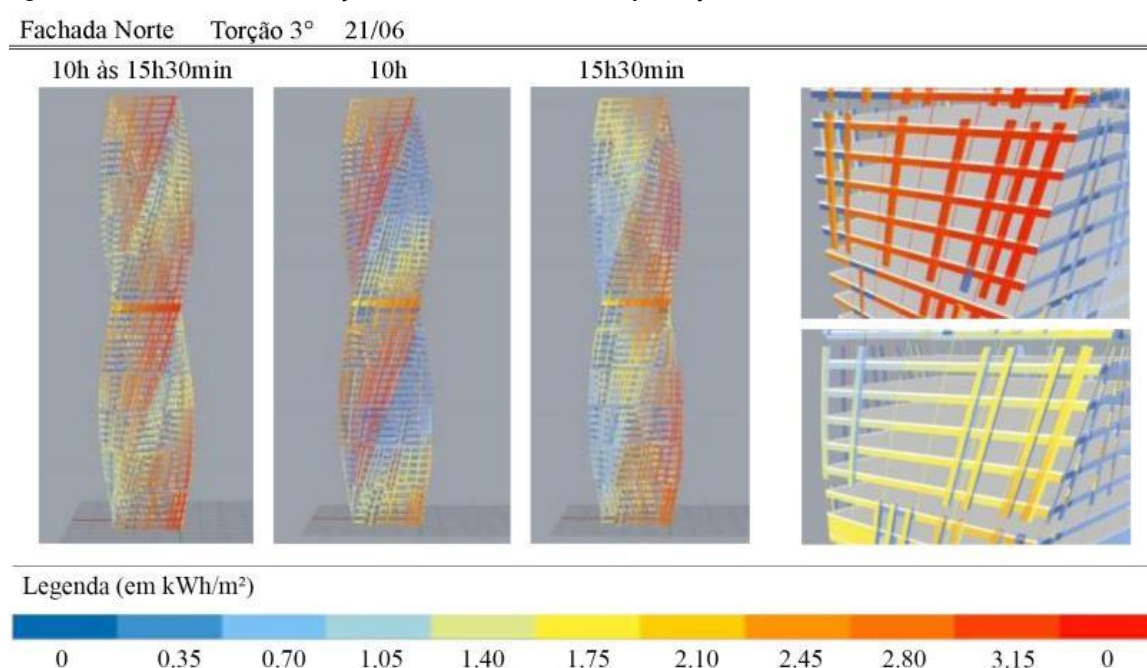 Fachada Norte Torção 3° 21/06
10h às 15h30min 10h 15h30min
Legenda (em kWh/m²)
0 0.35 0.70 1.05 1.40 1.75 2.10 2.45 2.80 3.15 0